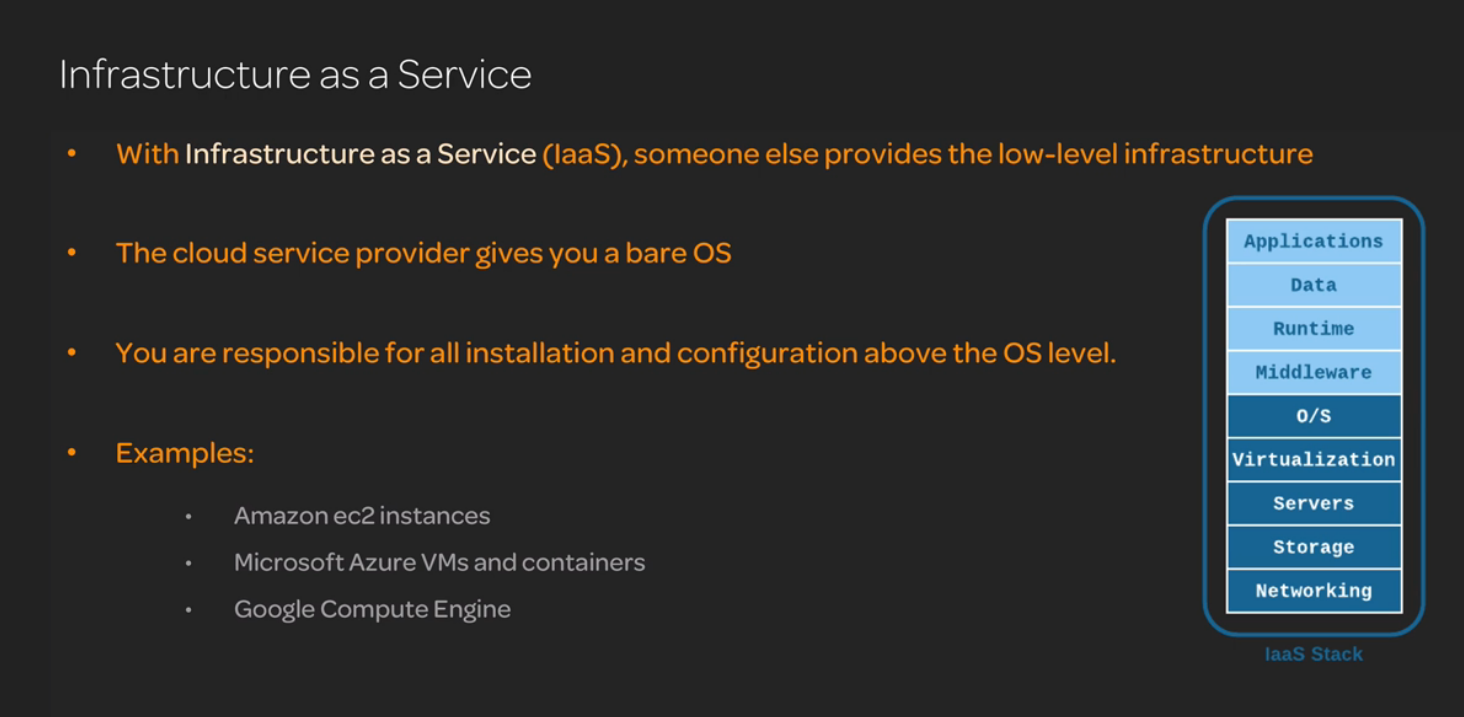 Infrastructure as a Service
• With Infrastructure as a Service (IaaS), someone else provides the low-level infrastructure
• The cloud service provider gives you a bare OS
• You are responsible for all installation and configuration above the OS level.
• Examples:
• Amazon ec2 instances
• Microsoft Azure VMs and containers
• Google Compute Engine
Applications
Data
Runtime
Middleware
O/S
Virtualization
Servers
Storage
Networking
IaaS Stack